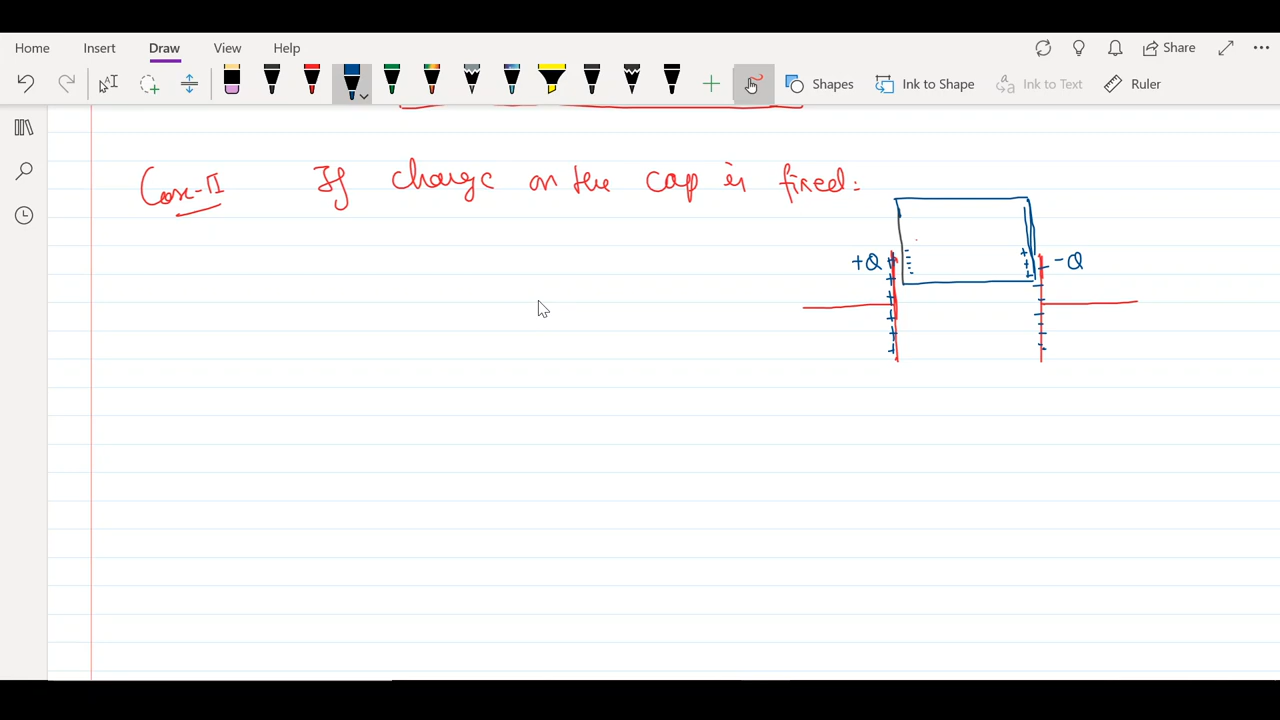 Home Insert Draw View Help Share
Shapes Ink to Shape Ink to Text Ruler
Case-II If charge on the cap is fixed:
+Q -Q